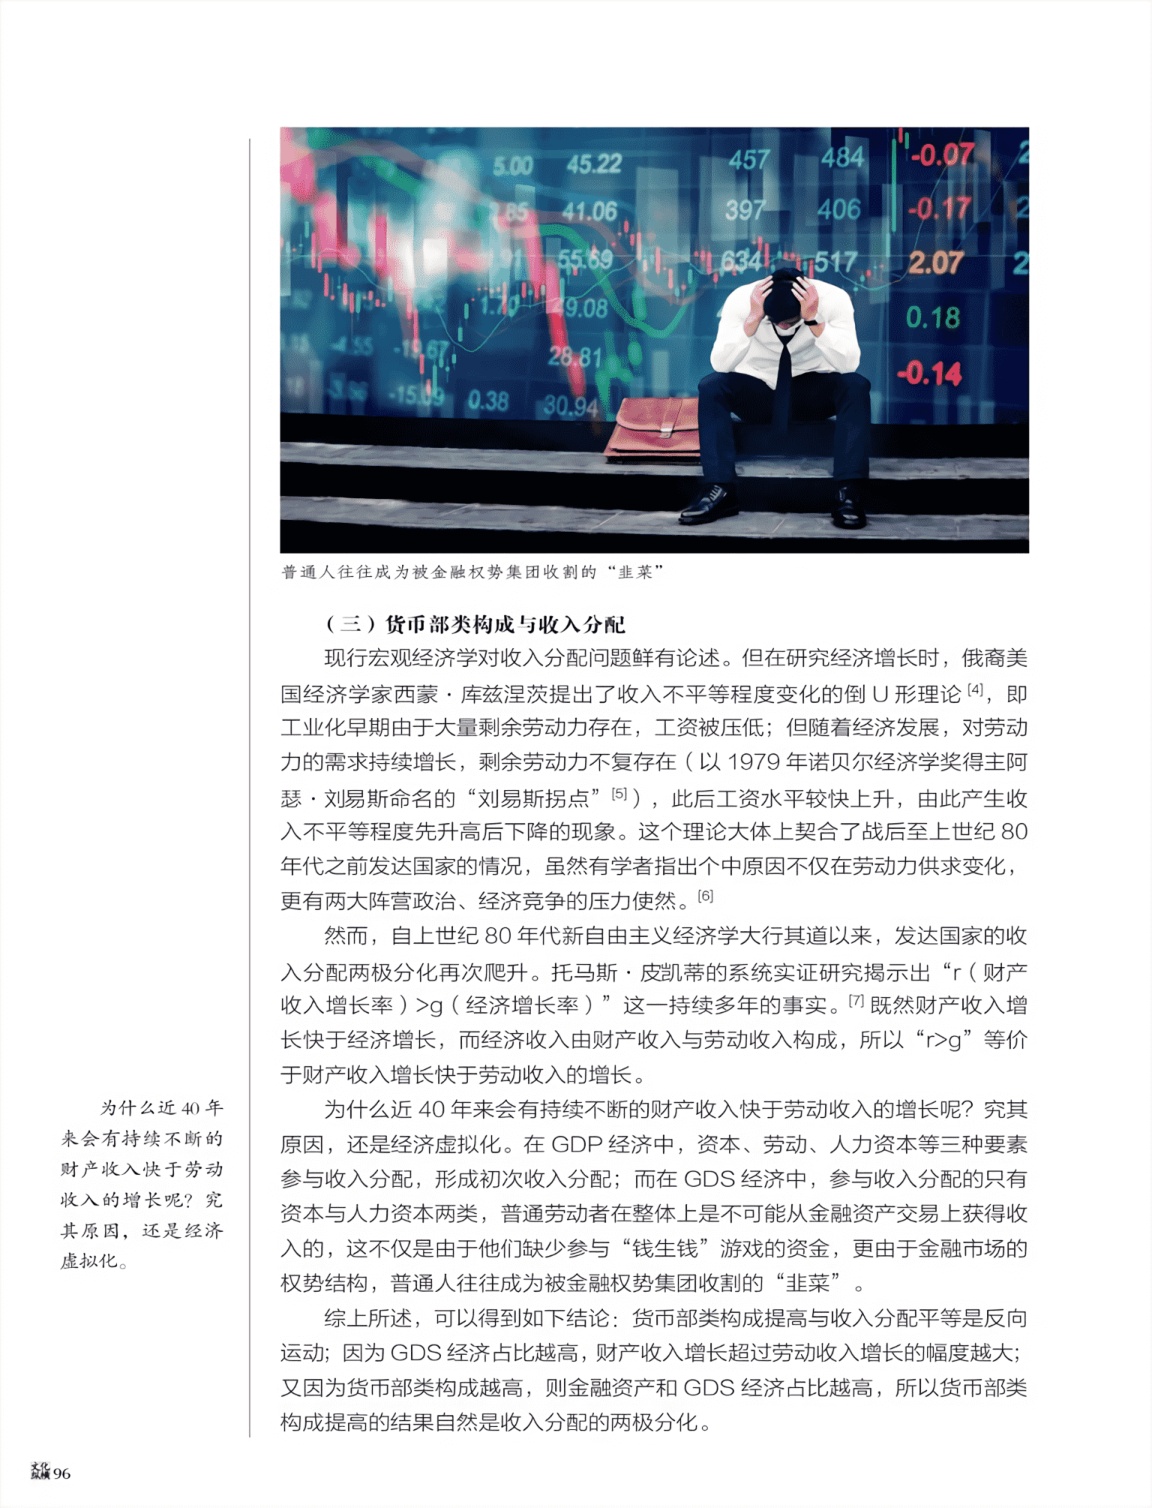 5.00 45.22 457 484 -0.07 2
2.85 41.06 397 406 -0.17 2
55.69 634 517 2.07 2
49.08 0.18
28.81 -0.14
0.38 30.94
普通人往往成为被金融权势集团收割的“韭菜”
（三）货币部类构成与收入分配
现行宏观经济学对收入分配问题鲜有论述。但在研究经济增长时，俄裔美
国经济学家西蒙·库兹涅茨提出了收入不平等程度变化的倒 U 形理论 [4]，即
工业化早期由于大量剩余劳动力存在，工资被压低；但随着经济发展，对劳动
力的需求持续增长，剩余劳动力不复存在（以 1979 年诺贝尔经济学奖得主阿
瑟·刘易斯命名的“刘易斯拐点”[5]），此后工资水平较快上升，由此产生收
入不平等程度先升高后下降的现象。这个理论大体上契合了战后至上世纪 80
年代之前发达国家的情况，虽然有学者指出个中原因不仅在劳动力供求变化，
更有两大阵营政治、经济竞争的压力使然。[6]
然而，自上世纪 80 年代新自由主义经济学大行其道以来，发达国家的收
入分配两极分化再次爬升。托马斯·皮凯蒂的系统实证研究揭示出“r（财产
收入增长率）>g（经济增长率）”这一持续多年的事实。[7] 既然财产收入增
长快于经济增长，而经济收入由财产收入与劳动收入构成，所以“r>g”等价
于财产收入增长快于劳动收入的增长。
为什么近 40 年来会有持续不断的财产收入快于劳动收入的增长呢？究其
原因，还是经济虚拟化。在 GDP 经济中，资本、劳动、人力资本等三种要素
参与收入分配，形成初次收入分配；而在 GDS 经济中，参与收入分配的只有
资本与人力资本两类，普通劳动者在整体上是不可能从金融资产交易上获得收
入的，这不仅是由于他们缺少参与“钱生钱”游戏的资金，更由于金融市场的
权势结构，普通人往往成为被金融权势集团收割的“韭菜”。
综上所述，可以得到如下结论：货币部类构成提高与收入分配平等是反向
运动；因为 GDS 经济占比越高，财产收入增长超过劳动收入增长的幅度越大；
又因为货币部类构成越高，则金融资产和 GDS 经济占比越高，所以货币部类
构成提高的结果自然是收入分配的两极分化。
为什么近 40 年
来会有持续不断的
财产收入快于劳动
收入的增长呢？究
其原因，还是经济
虚拟化。
文化
纵横 96